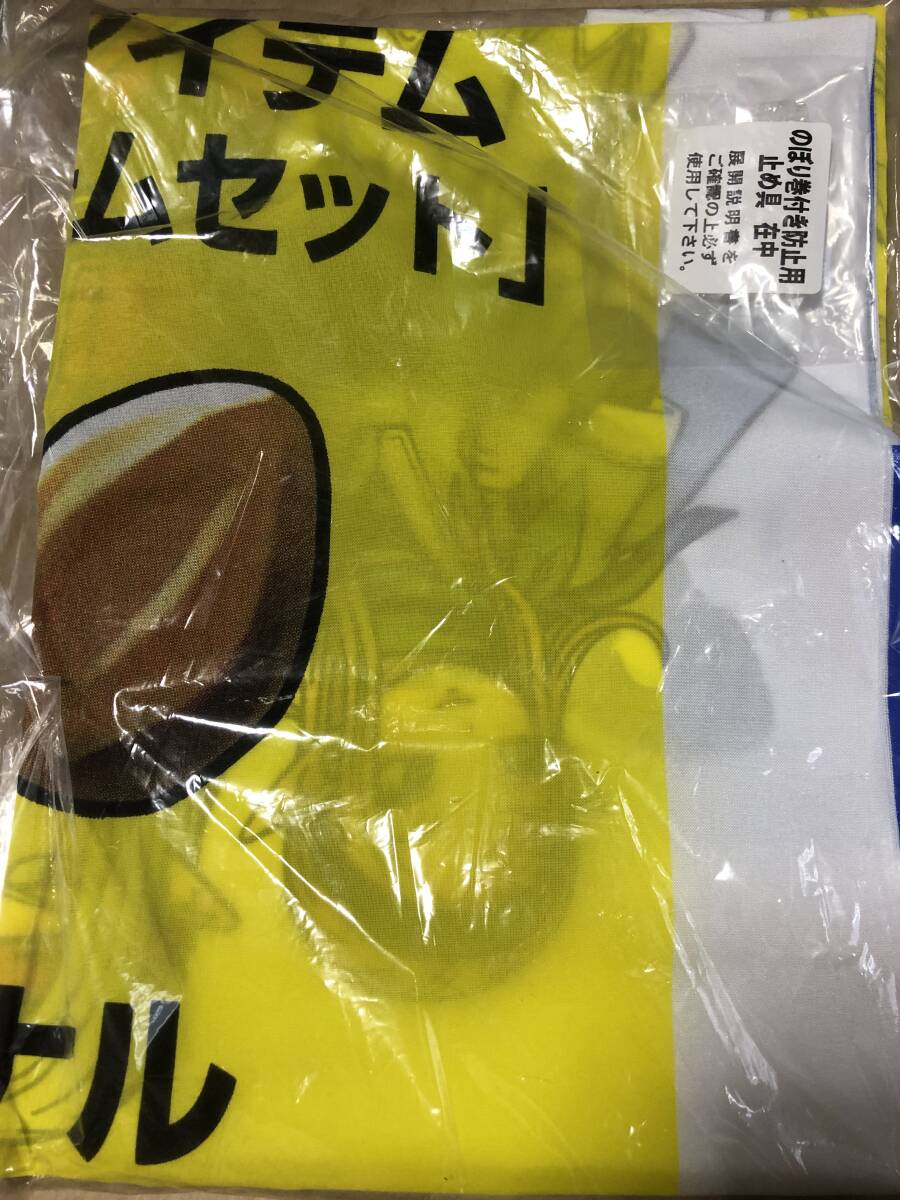 イテム
ムセット」
のぼり巻付き防止用
止め具 在中
展開説明書を
ご確認の上必ず
使用して下さい。
ナル